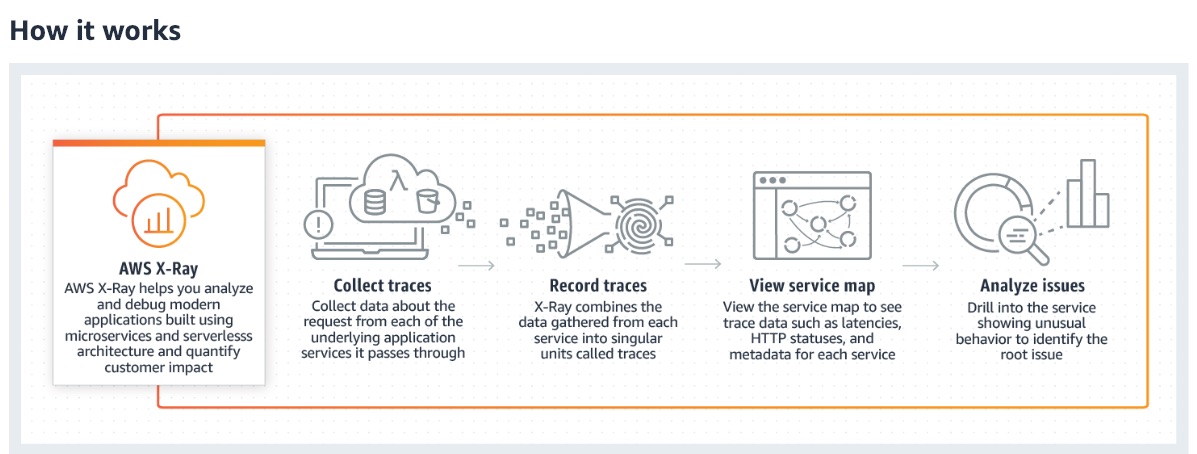 How it works
AWS X-Ray
AWS X-Ray helps you analyze
and debug modern
applications built using
microservices and serverlesss
architecture and quantify
customer impact
Collect traces
Collect data about the
request from each of the
underlying application
services it passes through
Record traces
X-Ray combines the
data gathered from each
service into singular
units called traces
View service map
View the service map to see
trace data such as latencies,
HTTP statuses, and
metadata for each service
Analyze issues
Drill into the service
showing unusual
behavior to identify the
root issue